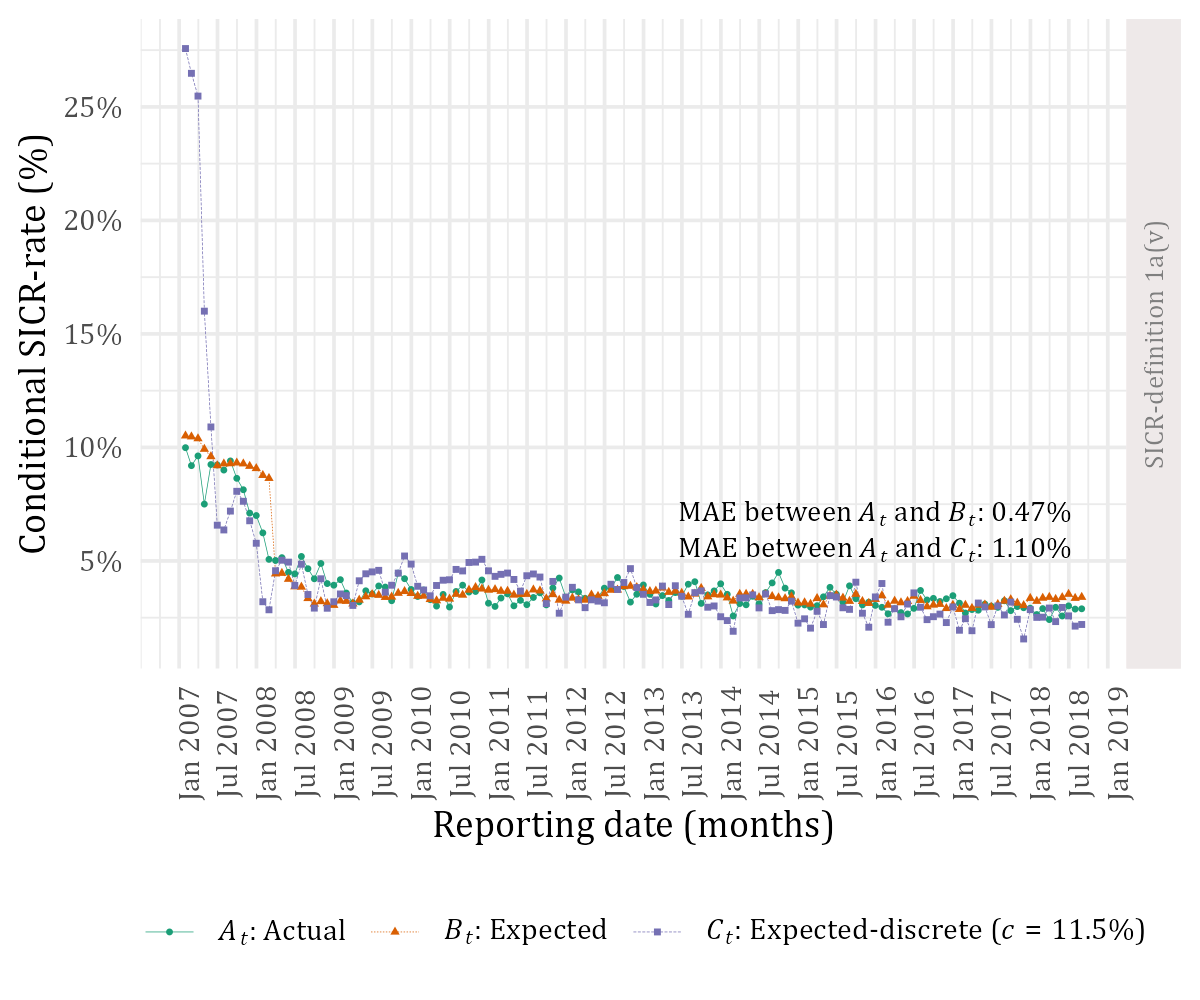 Conditional SICR-rate (%)
25%
20%
15%
10%
5%
MAE between A_t and B_t: 0.47%
MAE between A_t and C_t: 1.10%
SICR-definition 1a(v)
Jan 2007
Jul 2007
Jan 2008
Jul 2008
Jan 2009
Jul 2009
Jan 2010
Jul 2010
Jan 2011
Jul 2011
Jan 2012
Jul 2012
Jan 2013
Jul 2013
Jan 2014
Jul 2014
Jan 2015
Jul 2015
Jan 2016
Jul 2016
Jan 2017
Jul 2017
Jan 2018
Jul 2018
Jan 2019
Reporting date (months)
A_t: Actual
B_t: Expected
C_t: Expected-discrete (c = 11.5%)